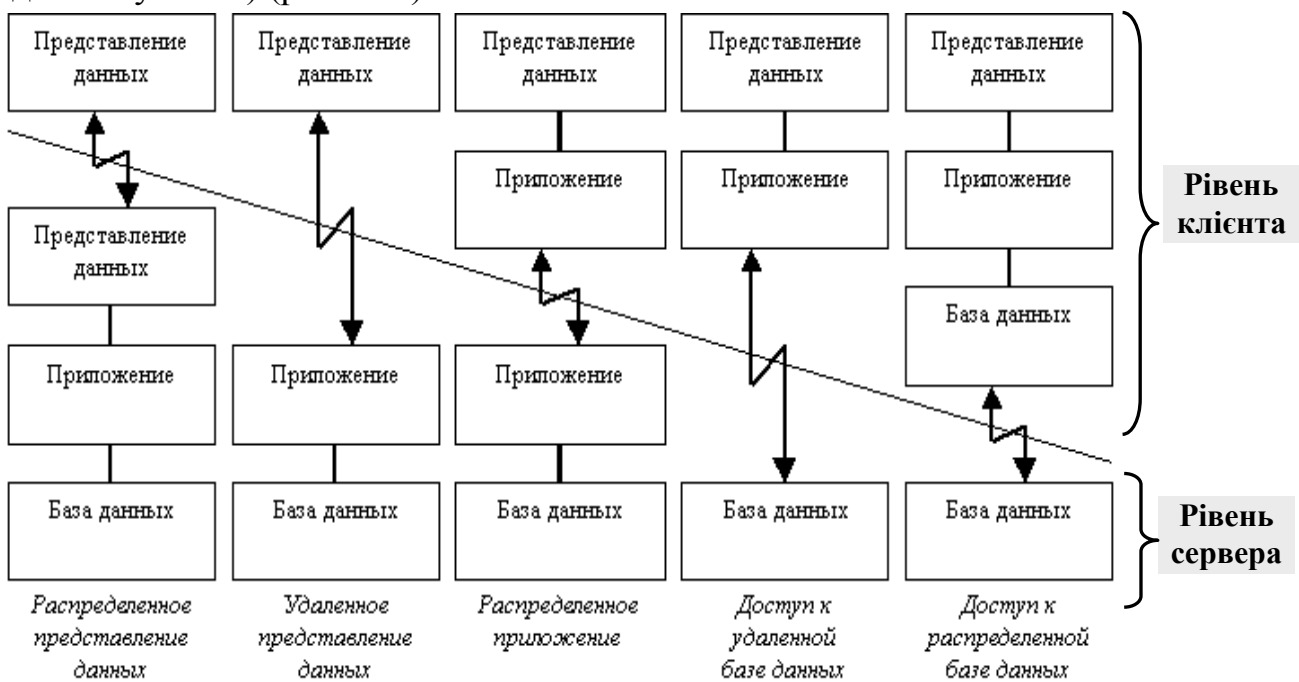 Представление Представление Представление Представление Представление
данных данных данных данных данных
Приложение Приложение Приложение
Рівень
клієнта
Представление
данных
База данных
Приложение Приложение Приложение
База данных База данных База данных База данных База данных
Рівень
сервера
Распределенное Удаленное Распределенное Доступ к Доступ к
представление представление приложение удаленной распределенной
данных данных базе данных базе данных